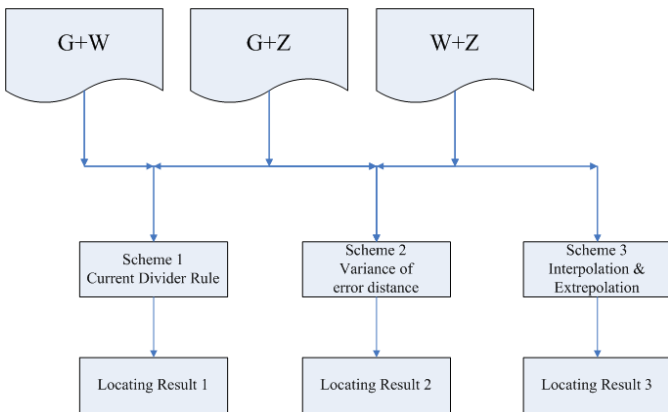 G+W
G+Z
W+Z
Scheme 1
Current Divider Rule
Scheme 2
Variance of
error distance
Scheme 3
Interpolation &
Extrepolation
Locating Result 1
Locating Result 2
Locating Result 3